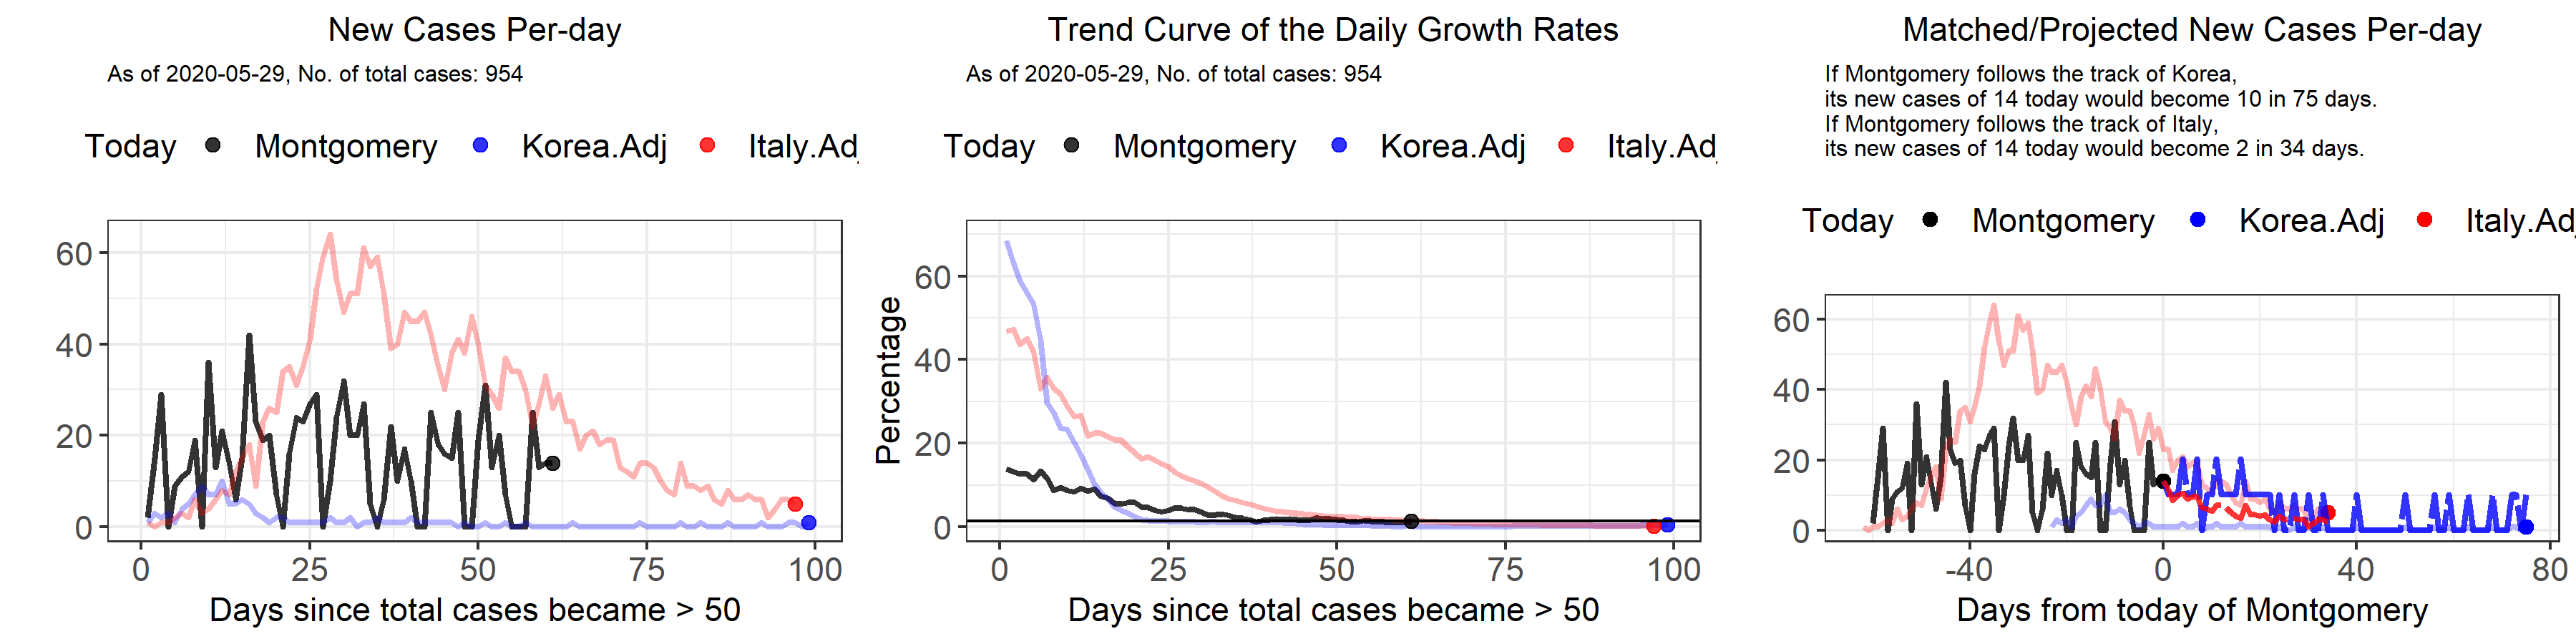 New Cases Per-day
As of 2020-05-29, No. of total cases: 954
Today Montgomery Korea.Adj Italy.Ad
60
40
20
0
0 25 50 75 100
Days since total cases became > 50
Trend Curve of the Daily Growth Rates
As of 2020-05-29, No. of total cases: 954
Today Montgomery Korea.Adj Italy.Ad
Percentage
60
40
20
0
0 25 50 75 100
Days since total cases became > 50
Matched/Projected New Cases Per-day
If Montgomery follows the track of Korea,
its new cases of 14 today would become 10 in 75 days.
If Montgomery follows the track of Italy,
its new cases of 14 today would become 2 in 34 days.
Today Montgomery Korea.Adj Italy.Ad
60
40
20
0
-40 0 40 80
Days from today of Montgomery